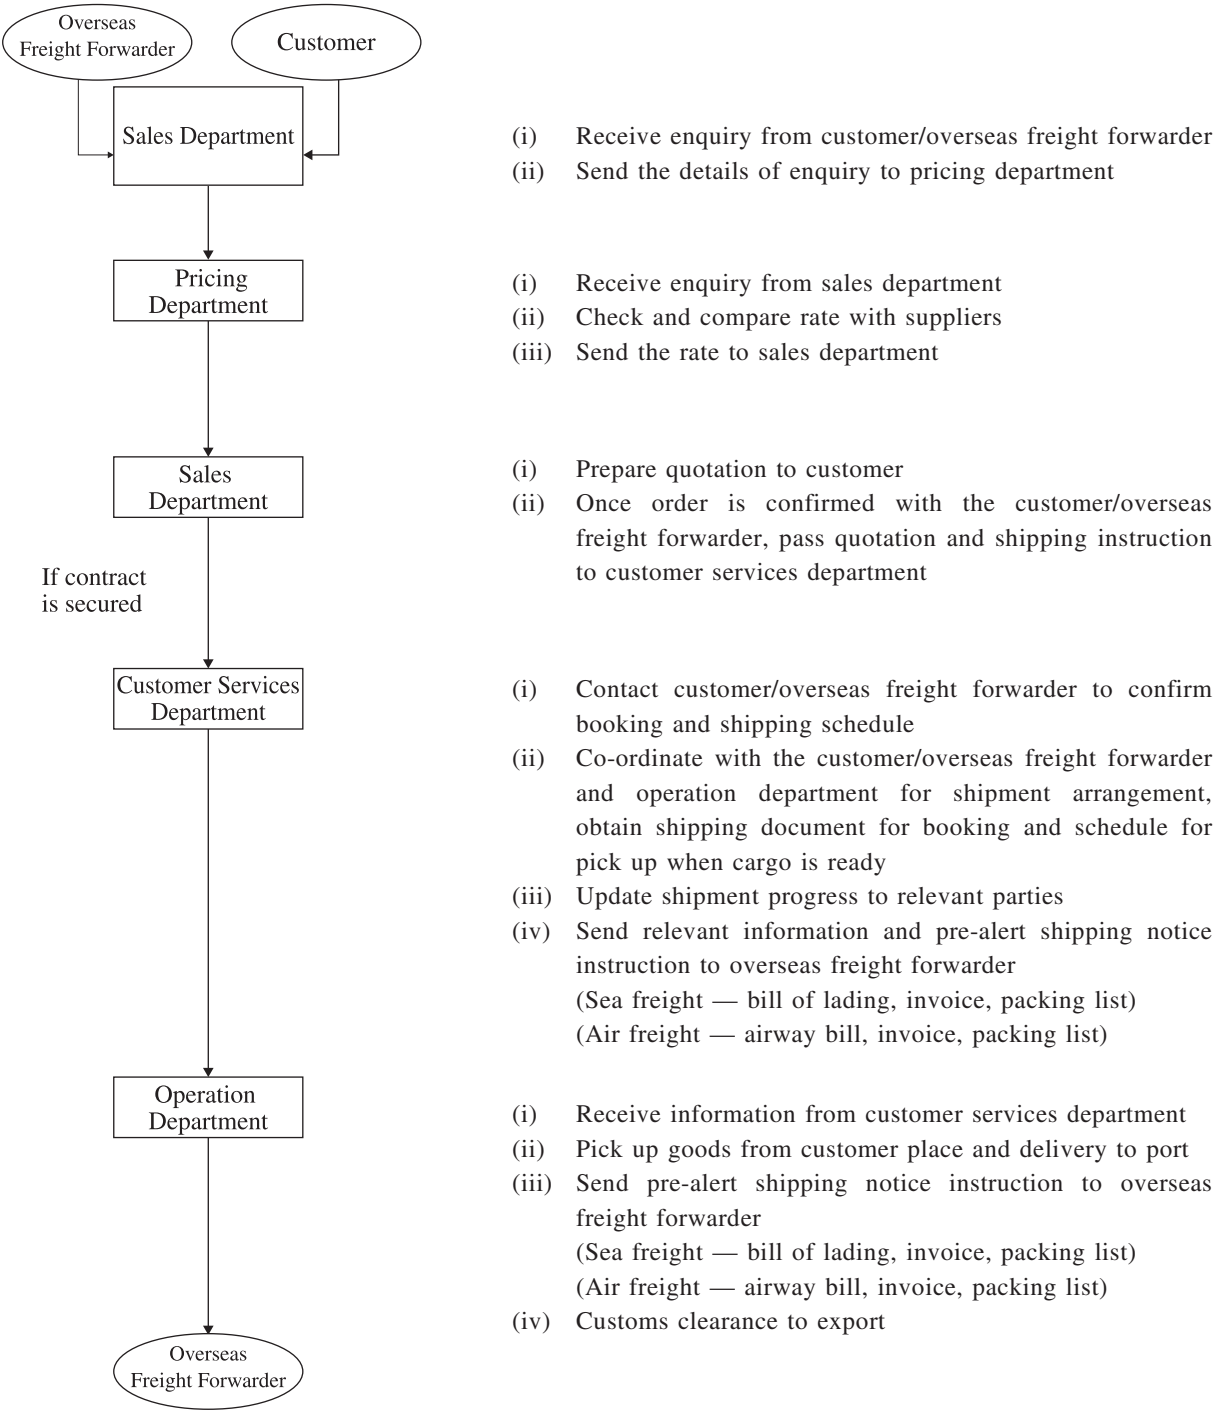 Overseas
Freight Forwarder
Customer
Sales Department
(i) Receive enquiry from customer/overseas freight forwarder
(ii) Send the details of enquiry to pricing department
Pricing
Department
(i) Receive enquiry from sales department
(ii) Check and compare rate with suppliers
(iii) Send the rate to sales department
Sales
Department
(i) Prepare quotation to customer
(ii) Once order is confirmed with the customer/overseas
freight forwarder, pass quotation and shipping instruction
to customer services department
If contract
is secured
Customer Services
Department
(i) Contact customer/overseas freight forwarder to confirm
booking and shipping schedule
(ii) Co-ordinate with the customer/overseas freight forwarder
and operation department for shipment arrangement,
obtain shipping document for booking and schedule for
pick up when cargo is ready
(iii) Update shipment progress to relevant parties
(iv) Send relevant information and pre-alert shipping notice
instruction to overseas freight forwarder
(Sea freight — bill of lading, invoice, packing list)
(Air freight — airway bill, invoice, packing list)
Operation
Department
(i) Receive information from customer services department
(ii) Pick up goods from customer place and delivery to port
(iii) Send pre-alert shipping notice instruction to overseas
freight forwarder
(Sea freight — bill of lading, invoice, packing list)
(Air freight — airway bill, invoice, packing list)
(iv) Customs clearance to export
Overseas
Freight Forwarder